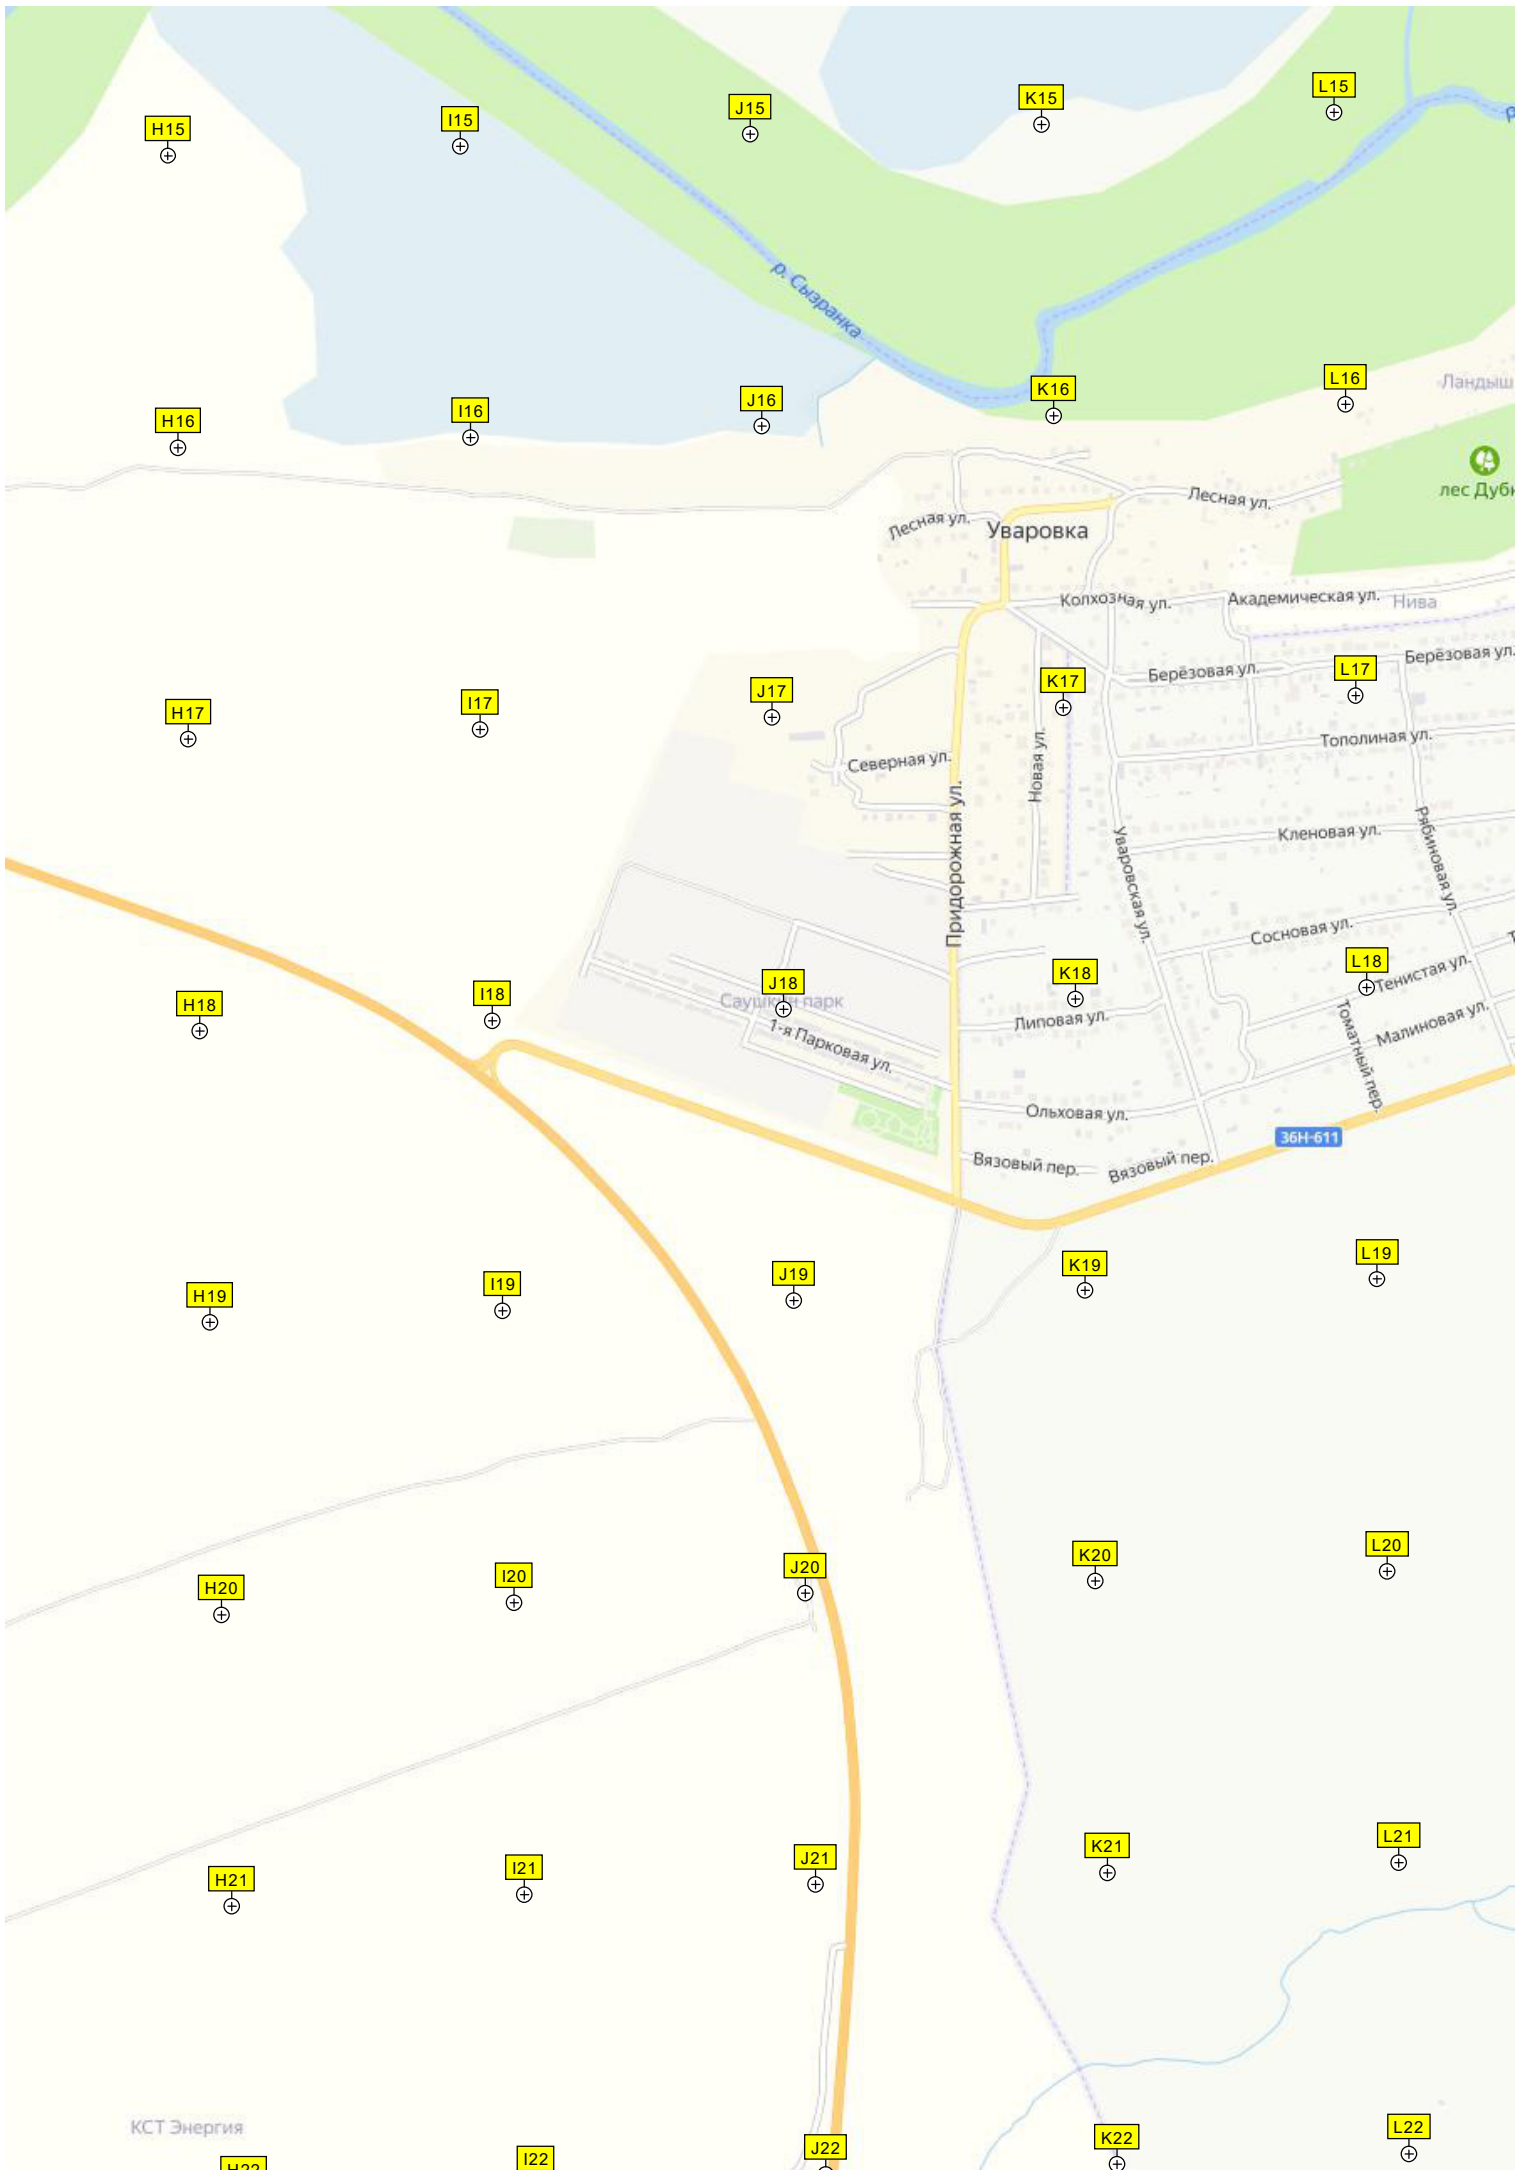 L15
K15
J15
I15
H15
р. Сызранка
L16
Ландыш
K16
J16
I16
H16
лес Дубк
Лесная ул.
Лесная ул.
Уваровка
Колхозная ул.
Академическая ул.
Нива
Берёзовая ул.
Берёзовая ул.
L17
K17
J17
I17
H17
Тополиная ул.
Северная ул.
Новая ул.
Придорожная ул.
Кленовая ул.
Уваровская ул.
Рябиновая ул.
Сосновая ул.
L18
Тенистая ул.
K18
J18
I18
H18
Саушкин парк
Липовая ул.
Малиновая ул.
Томатный пер.
1-я Парковая ул.
Ольховая ул.
36Н-611
Вязовый пер.
Вязовый пер.
L19
K19
J19
I19
H19
L20
K20
J20
I20
H20
L21
K21
J21
I21
H21
КСТ Энергия
L22
K22
J22
I22
H22